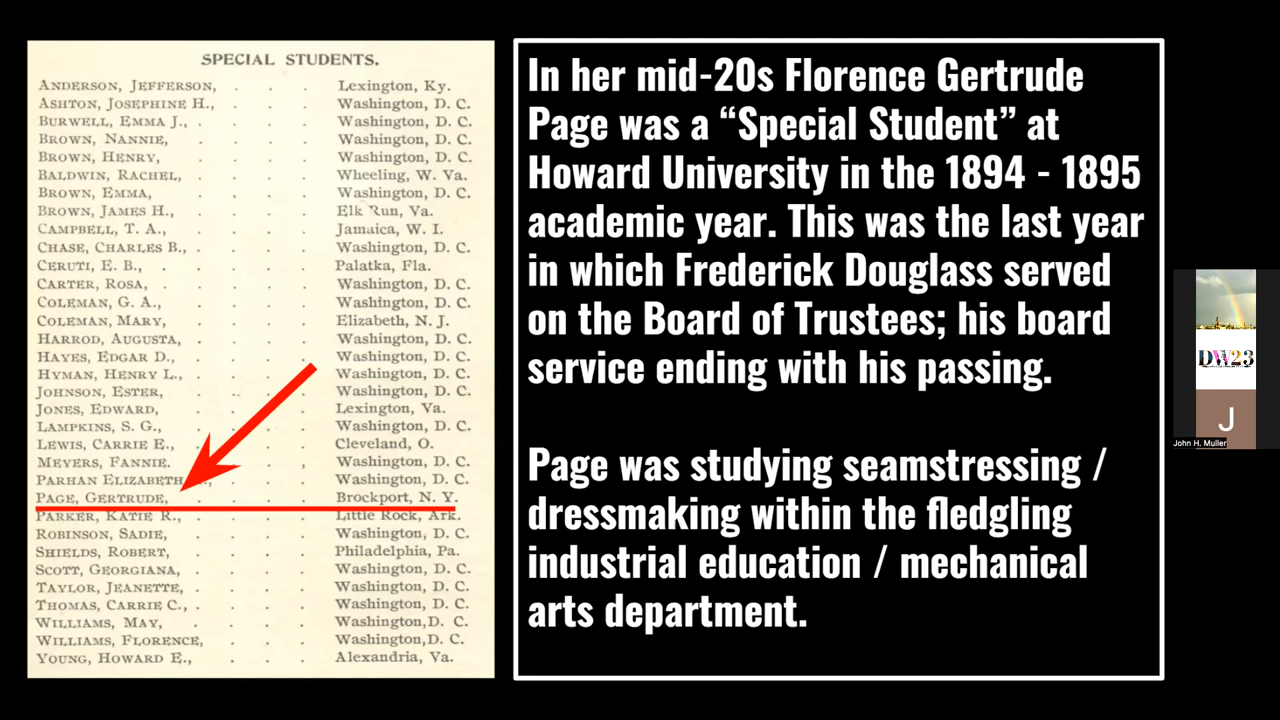 SPECIAL STUDENTS.
ANDERSON, JEFFERSON, . . . Lexington, Ky.
ASHTON, JOSEPHINE H., . . . Washington, D. C.
BURWELL, EMMA J., . . . . Washington, D. C.
BROWN, NANNIE, . . . . Washington, D. C.
BROWN, HENRY, . . . . Washington, D. C.
BALDWIN, RACHEL, . . . . Wheeling, W. Va.
BROWN, EMMA, . . . . Washington, D. C.
BROWN, JAMES H., . . . . Elk Run, Va.
CAMPBELL, T. A., . . . . Jamaica, W. I.
CHASE, CHARLES B., . . . . Washington, D. C.
CERUTI, E. B., . . . . Palatka, Fla.
CARTER, ROSA, . . . . Washington, D. C.
COLEMAN, G. A., . . . . Washington, D. C.
COLEMAN, MARY, . . . . Elizabeth, N. J.
HARROD, AUGUSTA, . . . . Washington, D. C.
HAYES, EDGAR D., . . . . Washington, D. C.
HYMAN, HENRY L., . . . . Washington, D. C.
JOHNSON, ESTER, . . . . Washington, D. C.
JONES, EDWARD, . . . . Lexington, Va.
LAMPKINS, S. G., . . . . Washington, D. C.
LEWIS, CARRIE E., . . . . Cleveland, O.
MEYERS, FANNIE. . . . Washington, D. C.
PARHAN ELIZABETH . . . Washington, D. C.
PAGE, GERTRUDE, . . . . Brockport, N. Y.
PARKER, KATIE R., . . . . Little Rock, Ark.
ROBINSON, SADIE, . . . . Washington, D. C.
SHIELDS, ROBERT, . . . . Philadelphia, Pa.
SCOTT, GEORGIANA, . . . . Washington, D. C.
TAYLOR, JEANETTE, . . . . Washington, D. C.
THOMAS, CARRIE C., . . . . Washington, D. C.
WILLIAMS, MAY, . . . . Washington, D. C.
WILLIAMS, FLORENCE, . . . Washington, D. C.
YOUNG, HOWARD E., . . . Alexandria, Va.
In her mid-20s Florence Gertrude
Page was a “Special Student” at
Howard University in the 1894 - 1895
academic year. This was the last year
in which Frederick Douglass served
on the Board of Trustees; his board
service ending with his passing.
Page was studying seamstressing /
dressmaking within the fledgling
industrial education / mechanical
arts department.
DW23
J
John H. Muller